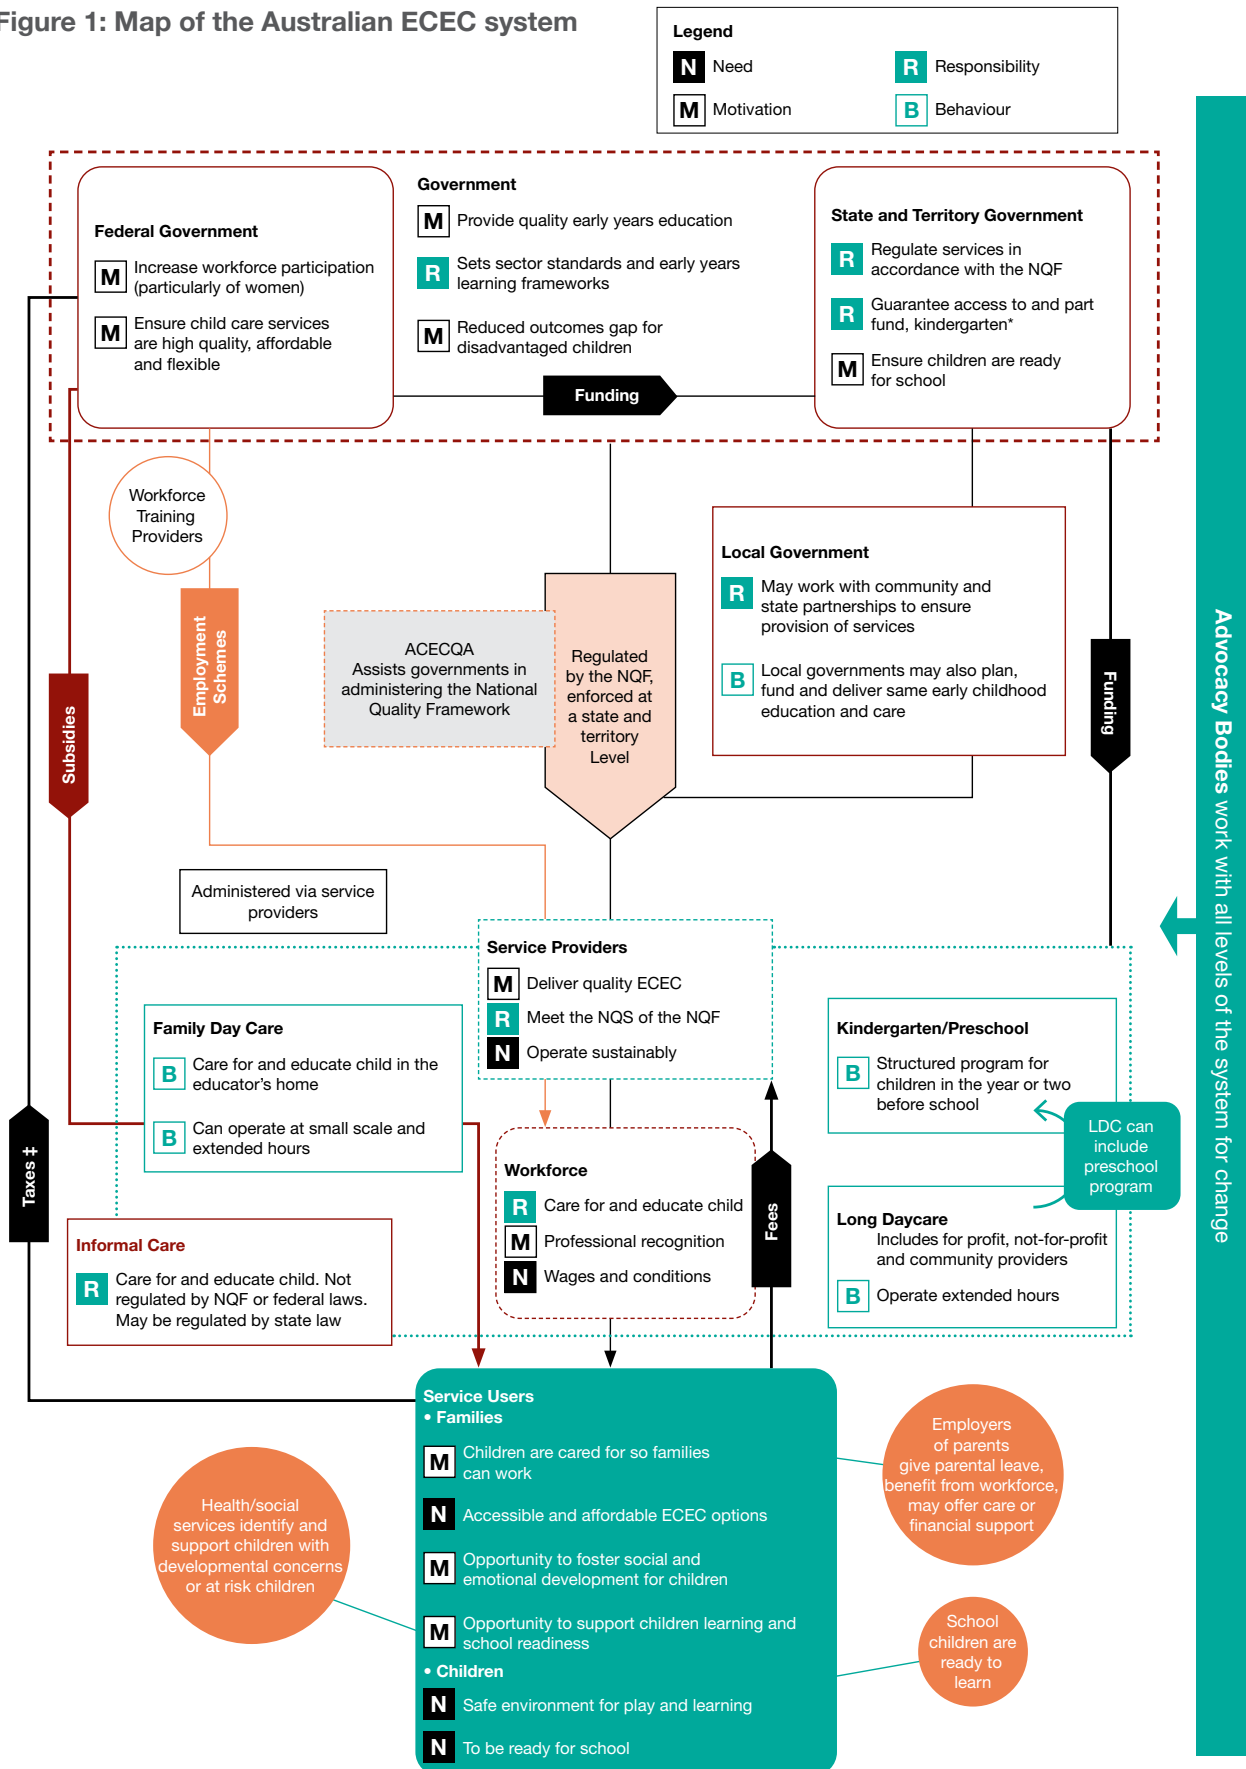 Figure 1: Map of the Australian ECEC system
Legend
N Need
R Responsibility
M Motivation
B Behaviour
Federal Government
M Increase workforce participation
(particularly of women)
M Ensure child care services
are high quality, affordable
and flexible
Government
M Provide quality early years education
R Sets sector standards and early years
learning frameworks
M Reduced outcomes gap for
disadvantaged children
Funding
State and Territory Government
R Regulate services in
accordance with the NQF
R Guarantee access to and part
fund, kindergarten*
M Ensure children are ready
for school
Workforce
Training
Providers
Employment
Schemes
Subsidies
ACECQA
Assists governments in
administering the National
Quality Framework
Regulated
by the NQF,
enforced at
a state and
territory
Level
Local Government
R May work with community and
state partnerships to ensure
provision of services
B Local governments may also plan,
fund and deliver same early childhood
education and care
Funding
Advocacy Bodies work with all levels of the system for change
Administered via service
providers
Service Providers
M Deliver quality ECEC
R Meet the NQS of the NQF
N Operate sustainably
Family Day Care
B Care for and educate child in the
educator's home
B Can operate at small scale and
extended hours
Kindergarten/Preschool
B Structured program for
children in the year or two
before school
LDC can
include
preschool
program
Taxes ‡
Workforce
R Care for and educate child
M Professional recognition
N Wages and conditions
Fees
Informal Care
R Care for and educate child. Not
regulated by NQF or federal laws.
May be regulated by state law
Long Daycare
Includes for profit, not-for-profit
and community providers
B Operate extended hours
Service Users
• Families
M Children are cared for so families
can work
N Accessible and affordable ECEC options
M Opportunity to foster social and
emotional development for children
M Opportunity to support children learning and
school readiness
• Children
N Safe environment for play and learning
N To be ready for school
Health/social
services identify and
support children with
developmental concerns
or at risk children
Employers
of parents
give parental leave,
benefit from workforce,
may offer care or
financial support
School
children are
ready to
learn